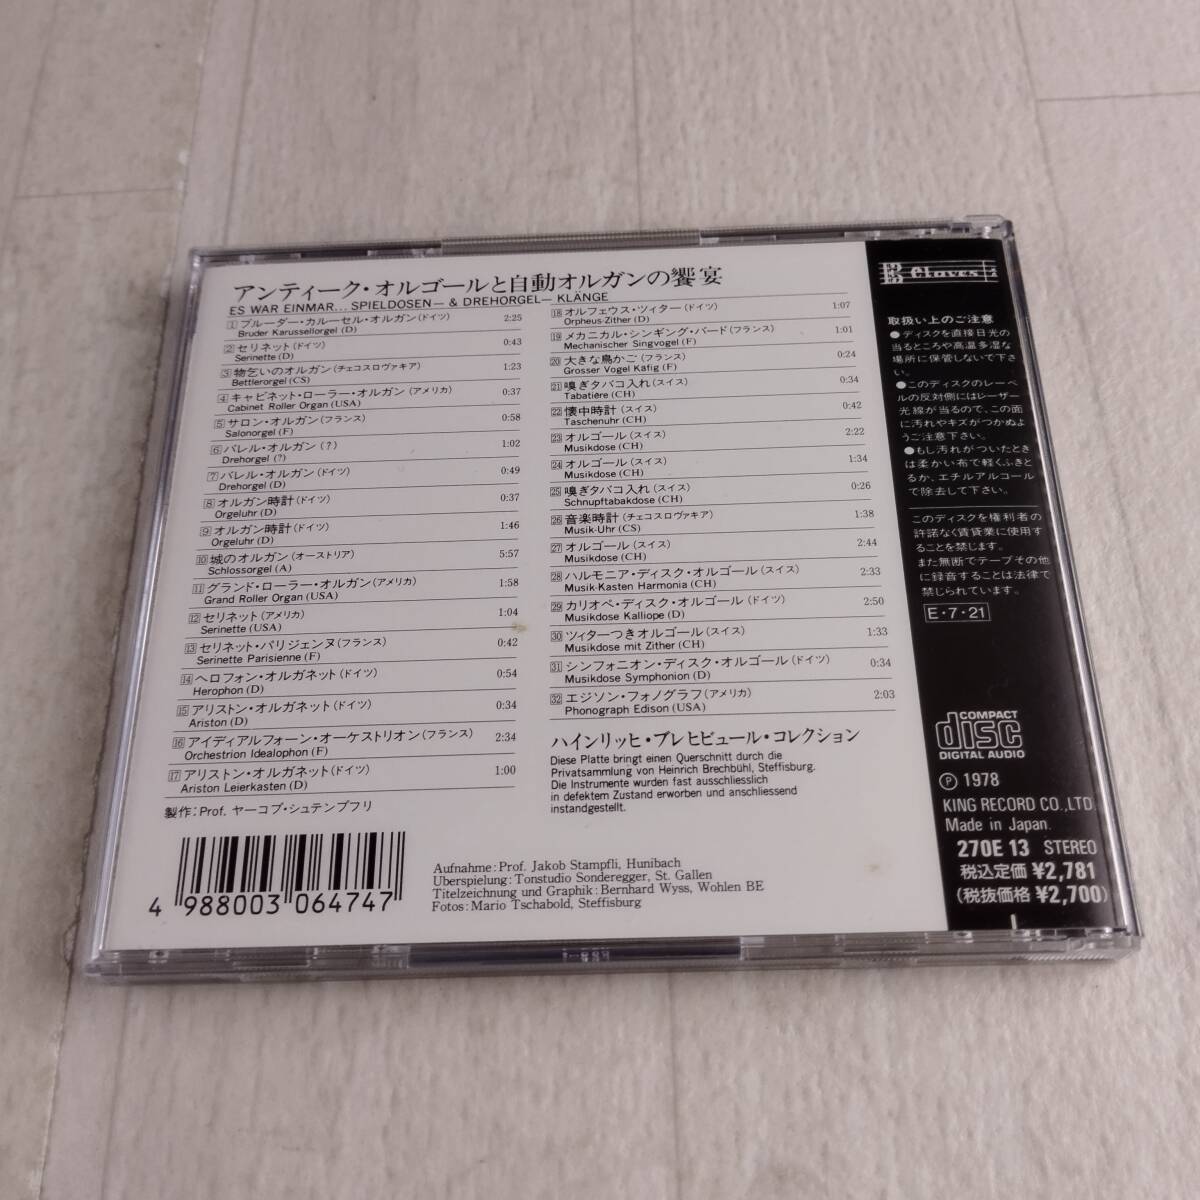 アンティーク・オルゴールと自動オルガンの饗宴
ES WAR EINMAR... SPIELDOSEN— & DREHORGEL— KLÄNGE
1 ブルーダー・カルーセル・オルガン(ドイツ) 2:25
Bruder Karussellorgel (D)
2 セリネット(ドイツ) 0:43
Serinette (D)
3 物乞いのオルガン(チェコスロヴァキア) 1:23
Bettlerorgel (CS)
4 キャビネット・ローラー・オルガン(アメリカ) 0:37
Cabinet Roller Organ (USA)
5 サロン・オルガン(フランス) 0:58
Salonorgel (F)
6 バレル・オルガン(?) 1:02
Drehorgel (?)
7 バレル・オルガン(ドイツ) 0:49
Drehorgel (D)
8 オルガン時計(ドイツ) 0:37
Orgeluhr (D)
9 オルガン時計(ドイツ) 1:46
Orgeluhr (D)
10 城のオルガン(オーストリア) 5:57
Schlossorgel (A)
11 グランド・ローラー・オルガン(アメリカ) 1:58
Grand Roller Organ (USA)
12 セリネット(アメリカ) 1:04
Serinette (USA)
13 セリネット・パリジェンヌ(フランス) 0:42
Serinette Parisienne (F)
14 ヘロフォン・オルガネット(ドイツ) 0:54
Herophon (D)
15 アリストン・オルガネット(ドイツ) 0:34
Ariston (D)
16 アイディアルフォーン・オーケストリオン(フランス) 2:34
Orchestrion Idealophon (F)
17 アリストン・オルガネット(ドイツ) 1:00
Ariston Leierkasten (D)
製作:Prof. ヤーコプ・シュテンプフリ
18 オルフェウス・ツィター(ドイツ) 1:07
Orpheus-Zither (D)
19 メカニカル・シンギング・バード(フランス) 1:01
Mechanischer Singvogel (F)
20 大きな鳥かご(フランス) 0:24
Grosser Vogel Käfig (F)
21 嗅ぎタバコ入れ(スイス) 0:34
Tabatière (CH)
22 懐中時計(スイス) 0:42
Taschenuhr (CH)
23 オルゴール(スイス) 2:22
Musikdose (CH)
24 オルゴール(スイス) 1:34
Musikdose (CH)
25 嗅ぎタバコ入れ(スイス) 0:26
Schnupftabakdose (CH)
26 音楽時計(チェコスロヴァキア) 1:38
Musik-Uhr (CS)
27 オルゴール(スイス) 2:44
Musikdose (CH)
28 ハルモニア・ディスク・オルゴール(スイス) 2:33
Musik-Kasten Harmonia (CH)
29 カリオペ・ディスク・オルゴール(ドイツ) 2:50
Musikdose Kalliope (D)
30 ツィターつきオルゴール(スイス) 1:33
Musikdose mit Zither (CH)
31 シンフォニオン・ディスク・オルゴール(ドイツ) 0:34
Musikdose Symphonion (D)
32 エジソン・フォノグラフ(アメリカ) 2:03
Phonograph Edison (USA)
ハインリッヒ・ブレヒビュール・コレクション
Diese Platte bringt einen Querschnitt durch die
Privatsammlung von Heinrich Brechbühl, Steffisburg.
Die Instrumente wurden fast ausschliesslich
in defektem Zustand erworben und anschliessend
instandgestellt.
4 988003 064747
Aufnahme: Prof. Jakob Stampfli, Hunibach
Uberspielung: Tonstudio Sonderegger, St. Gallen
Titelzeichnung und Graphik: Bernhard Wyss, Wohlen BE
Fotos: Mario Tschabold, Steffisburg
Claves
取扱い上のご注意
●ディスクを直接日光の
当るところや高温多湿な
場所に保管しないで下さ
い。
●このディスクのレーベ
ルの反対側にはレーザー
光線が当るので、この面
に汚れやキズがつかぬよ
うご注意下さい。
●もし汚れがついたとき
は柔かい布で軽くふきと
るか、エチルアルコール
で除去して下さい。
このディスクを権利者の
許諾なく賃貸業に使用す
ることを禁じます。
また無断でテープその他
に録音することは法律で
禁じられています。
E・7・21
COMPACT
disc
DIGITAL AUDIO
Ⓟ 1978
KING RECORD CO.,LTD.
Made in Japan.
270E 13 STEREO
税込定価 ¥2,781
(税抜価格 ¥2,700)